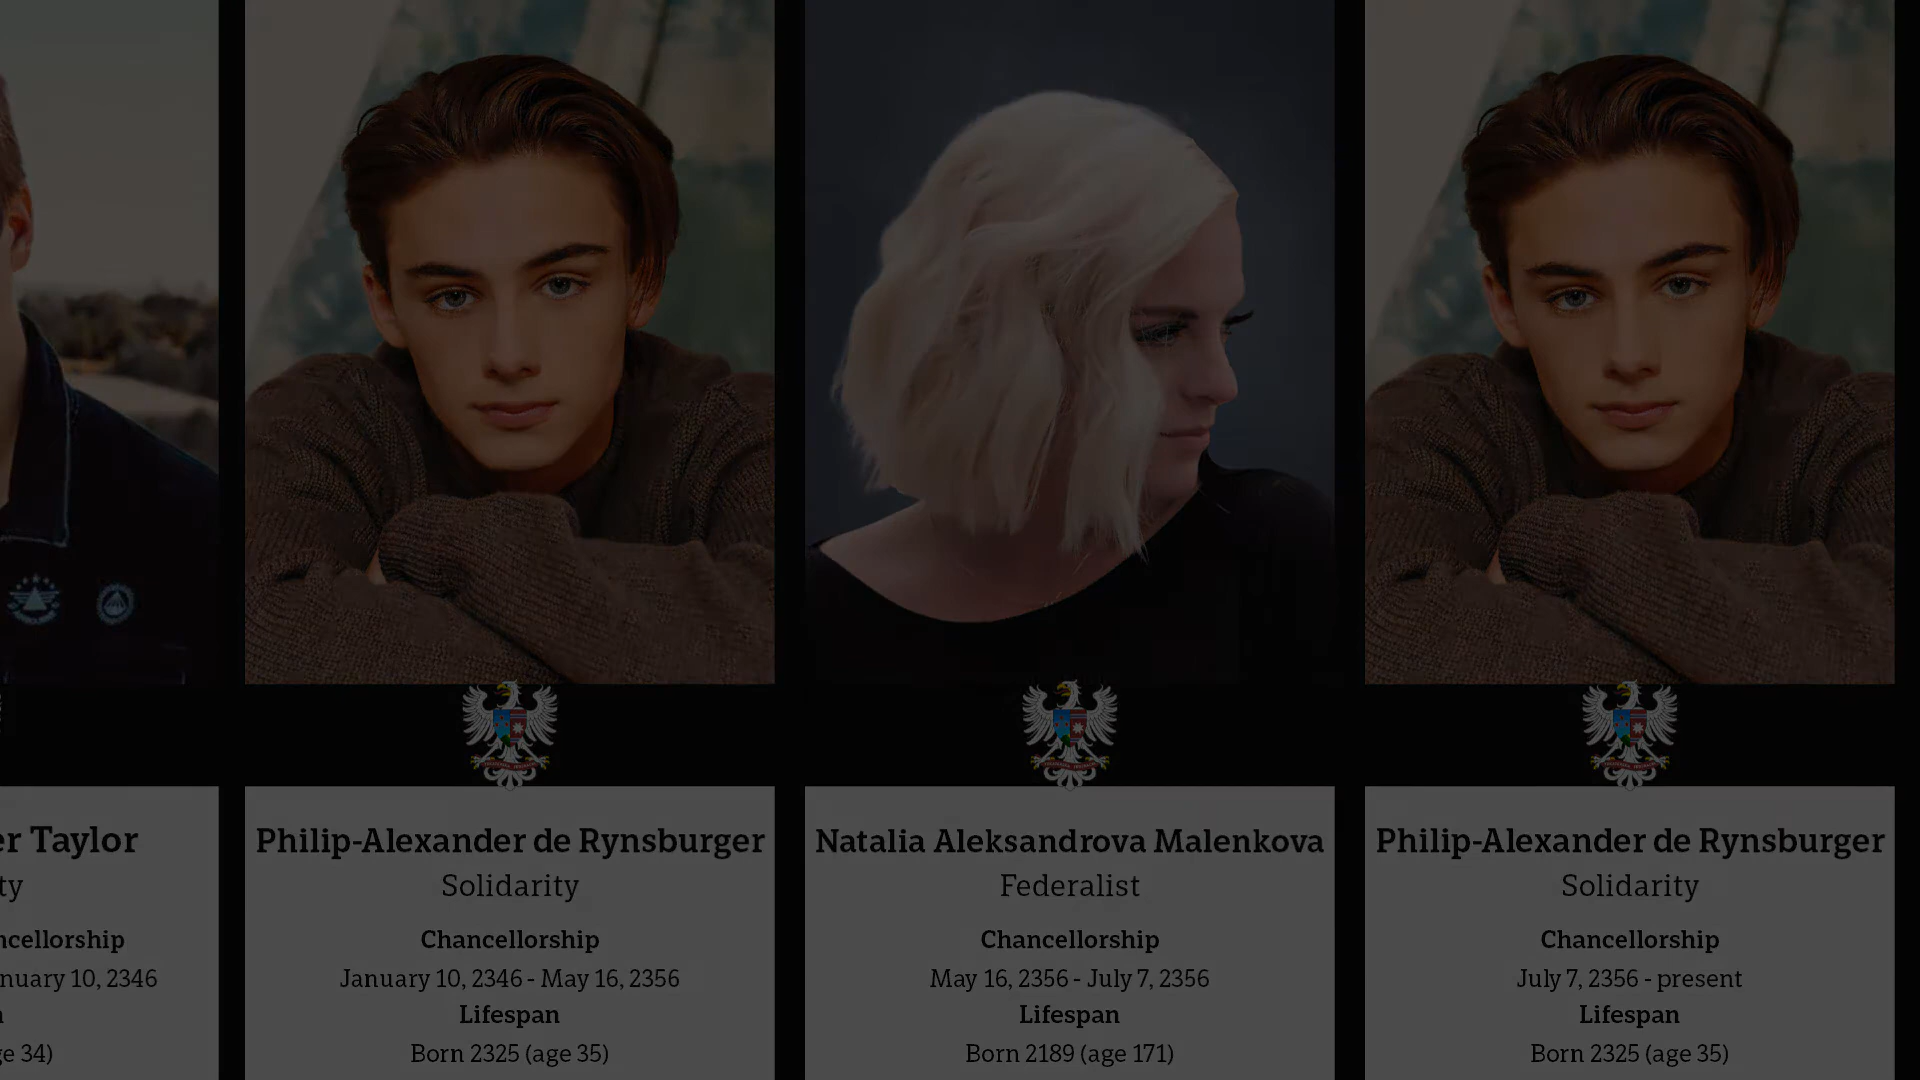 er Taylor
ty
ncellorship
nuary 10, 2346
n
ge 34)
Philip-Alexander de Rynsburger
Solidarity
Chancellorship
January 10, 2346 - May 16, 2356
Lifespan
Born 2325 (age 35)
Natalia Aleksandrova Malenkova
Federalist
Chancellorship
May 16, 2356 - July 7, 2356
Lifespan
Born 2189 (age 171)
Philip-Alexander de Rynsburger
Solidarity
Chancellorship
July 7, 2356 - present
Lifespan
Born 2325 (age 35)